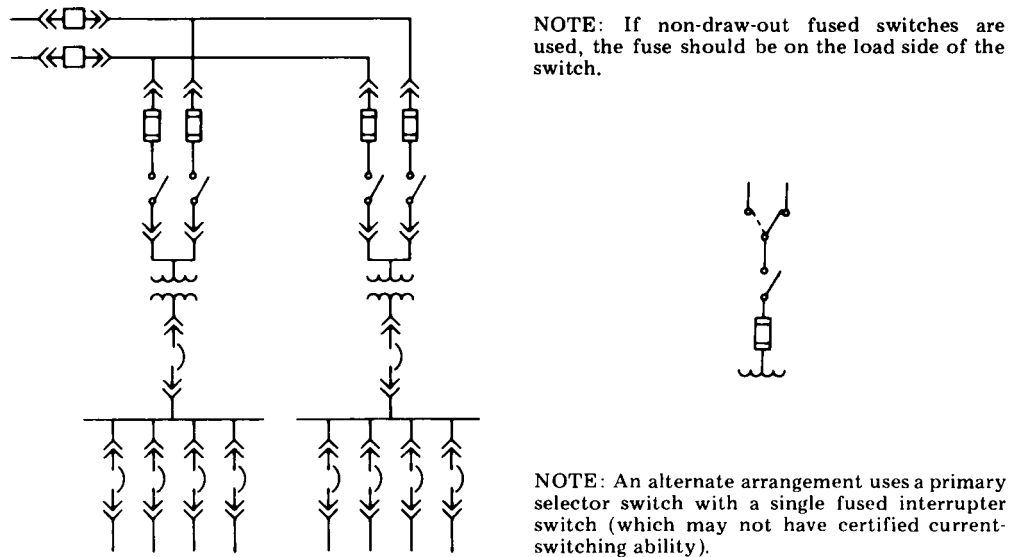 NOTE: If non-draw-out fused switches are
used, the fuse should be on the load side of the
switch.
NOTE: An alternate arrangement uses a primary
selector switch with a single fused interrupter
switch (which may not have certified current-
switching ability).